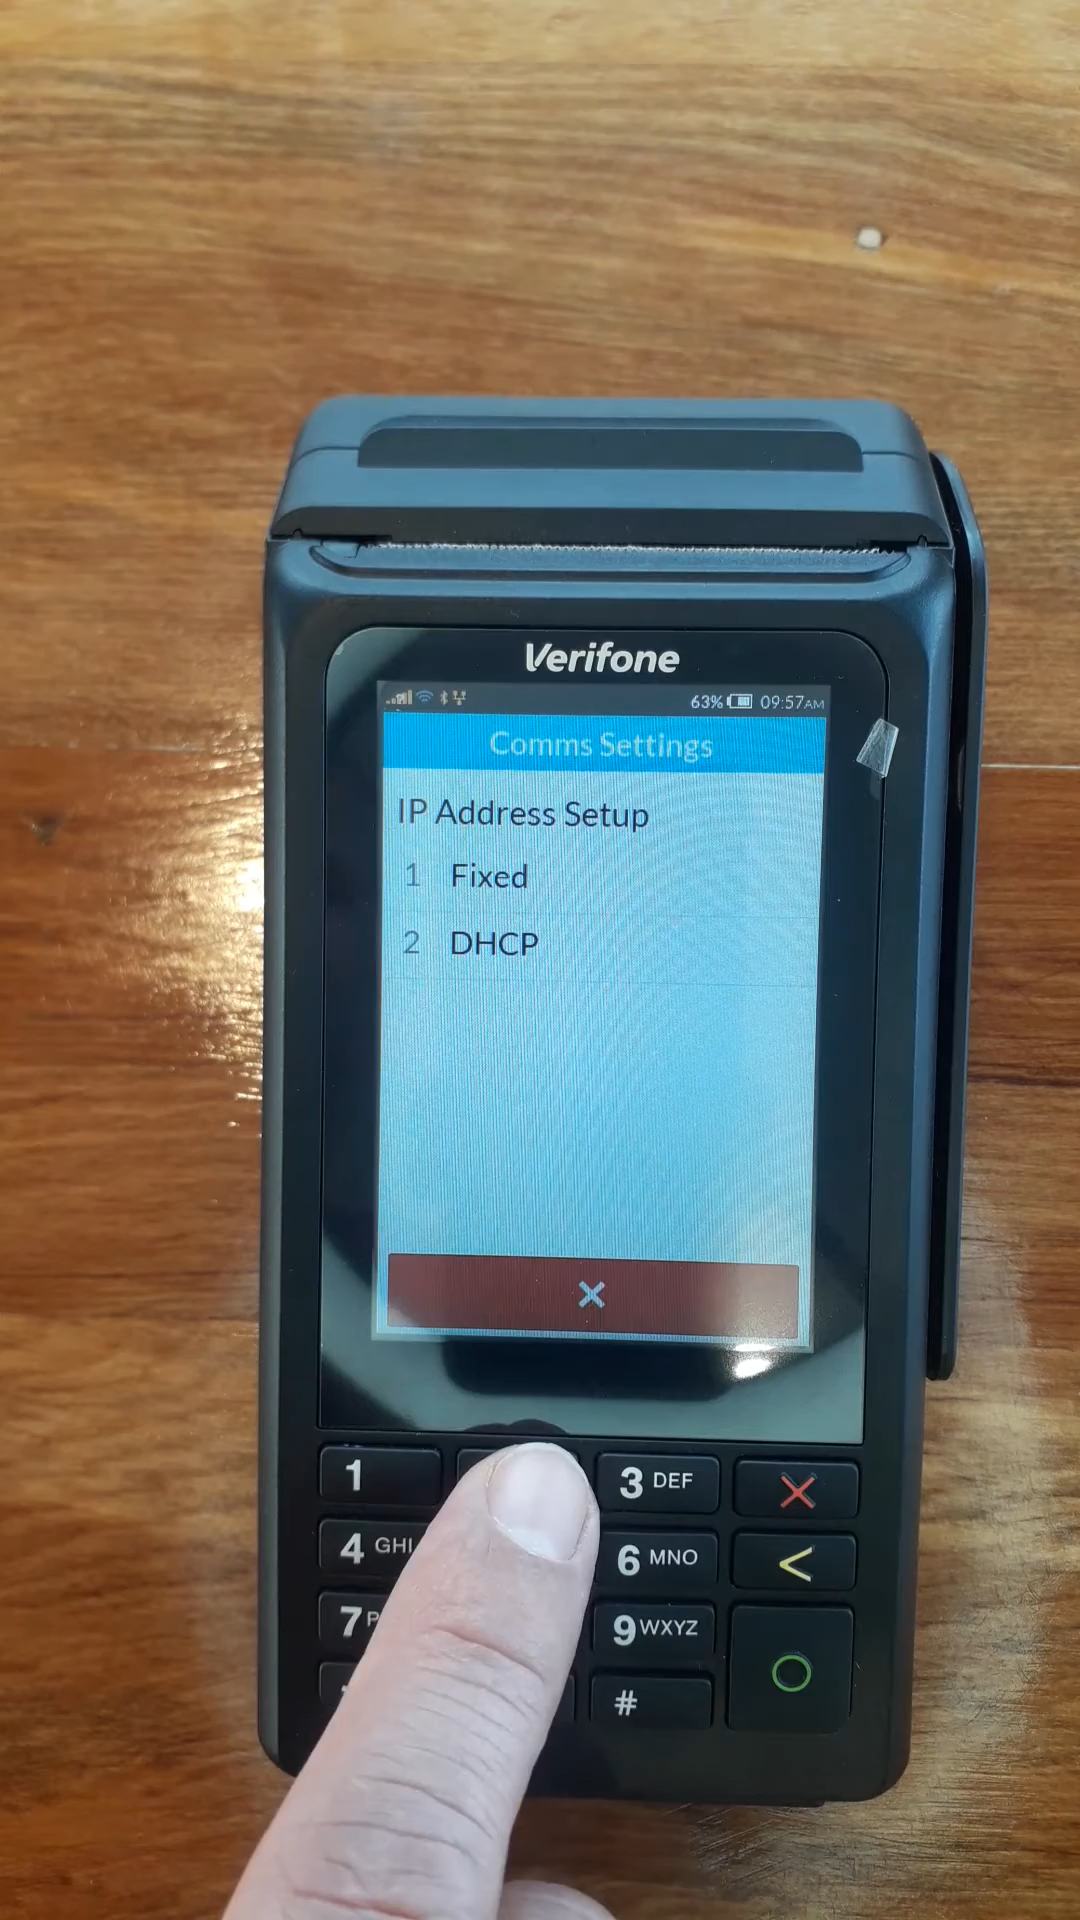 Verifone
63% 09:57AM
Comms Settings
IP Address Setup
1 Fixed
2 DHCP
1
3 DEF
4 GHI
6 MNO
7 P
9 WXYZ
#